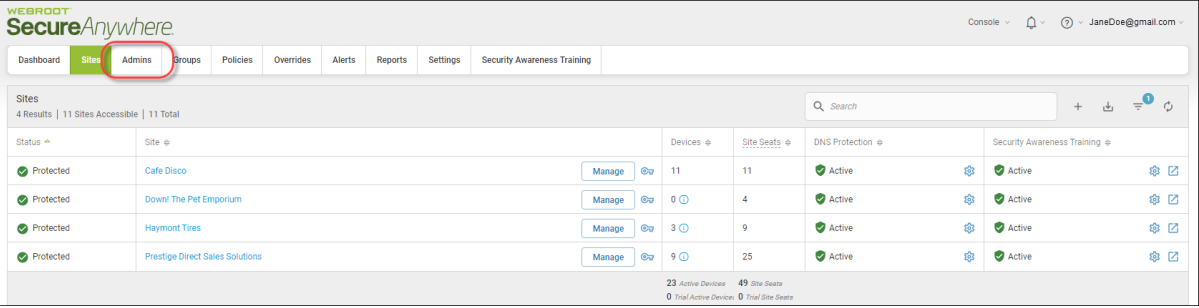 WEBROOT™
SecureAnywhere.
Console
JaneDoe@gmail.com
Dashboard Sites Admins Groups Policies Overrides Alerts Reports Settings Security Awareness Training
Sites
4 Results | 11 Sites Accessible | 11 Total
Search
1
Status Site Devices Site Seats DNS Protection Security Awareness Training
Protected Cafe Disco Manage 11 11 Active Active
Protected Down! The Pet Emporium Manage 0 4 Active Active
Protected Haymont Tires Manage 3 9 Active Active
Protected Prestige Direct Sales Solutions Manage 9 25 Active Active
23 Active Devices 49 Site Seats
0 Trial Active Devices 0 Trial Site Seats